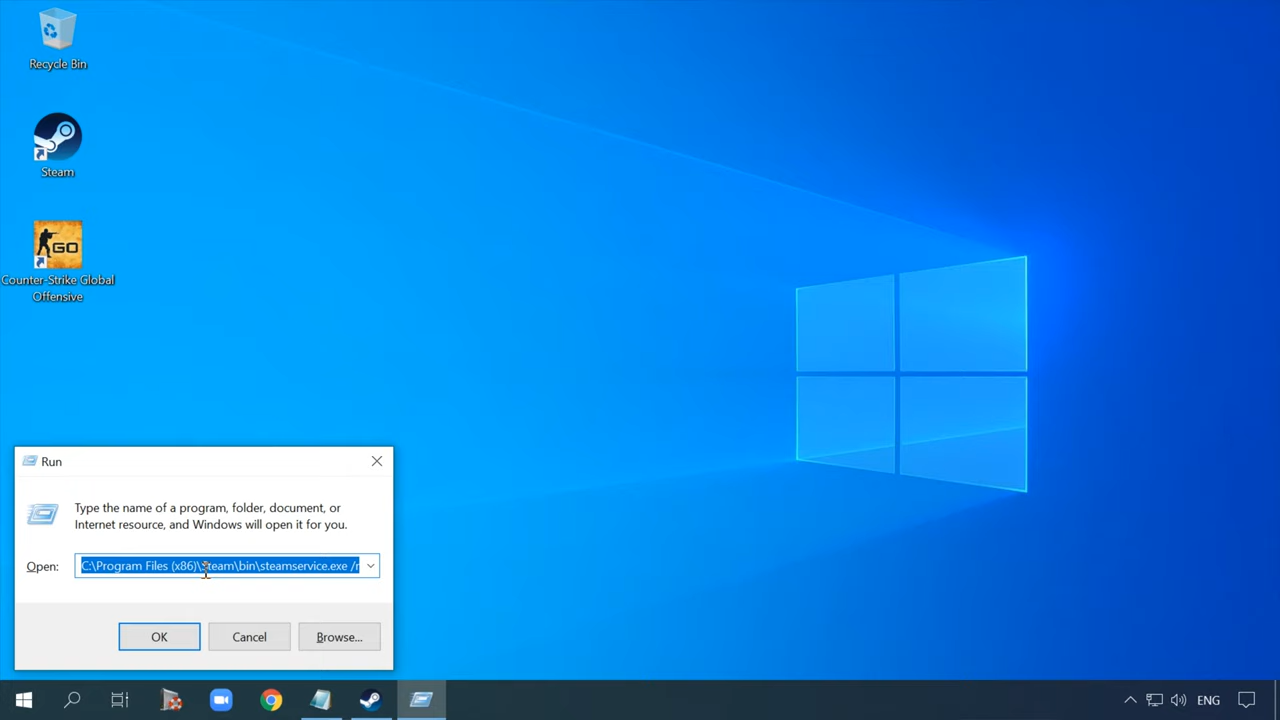 Recycle Bin
Steam
GO
Counter-Strike Global
Offensive
Run
Type the name of a program, folder, document, or
Internet resource, and Windows will open it for you.
Open:
C:\Program Files (x86)\Steam\bin\steamservice.exe /r
OK
Cancel
Browse...
ENG